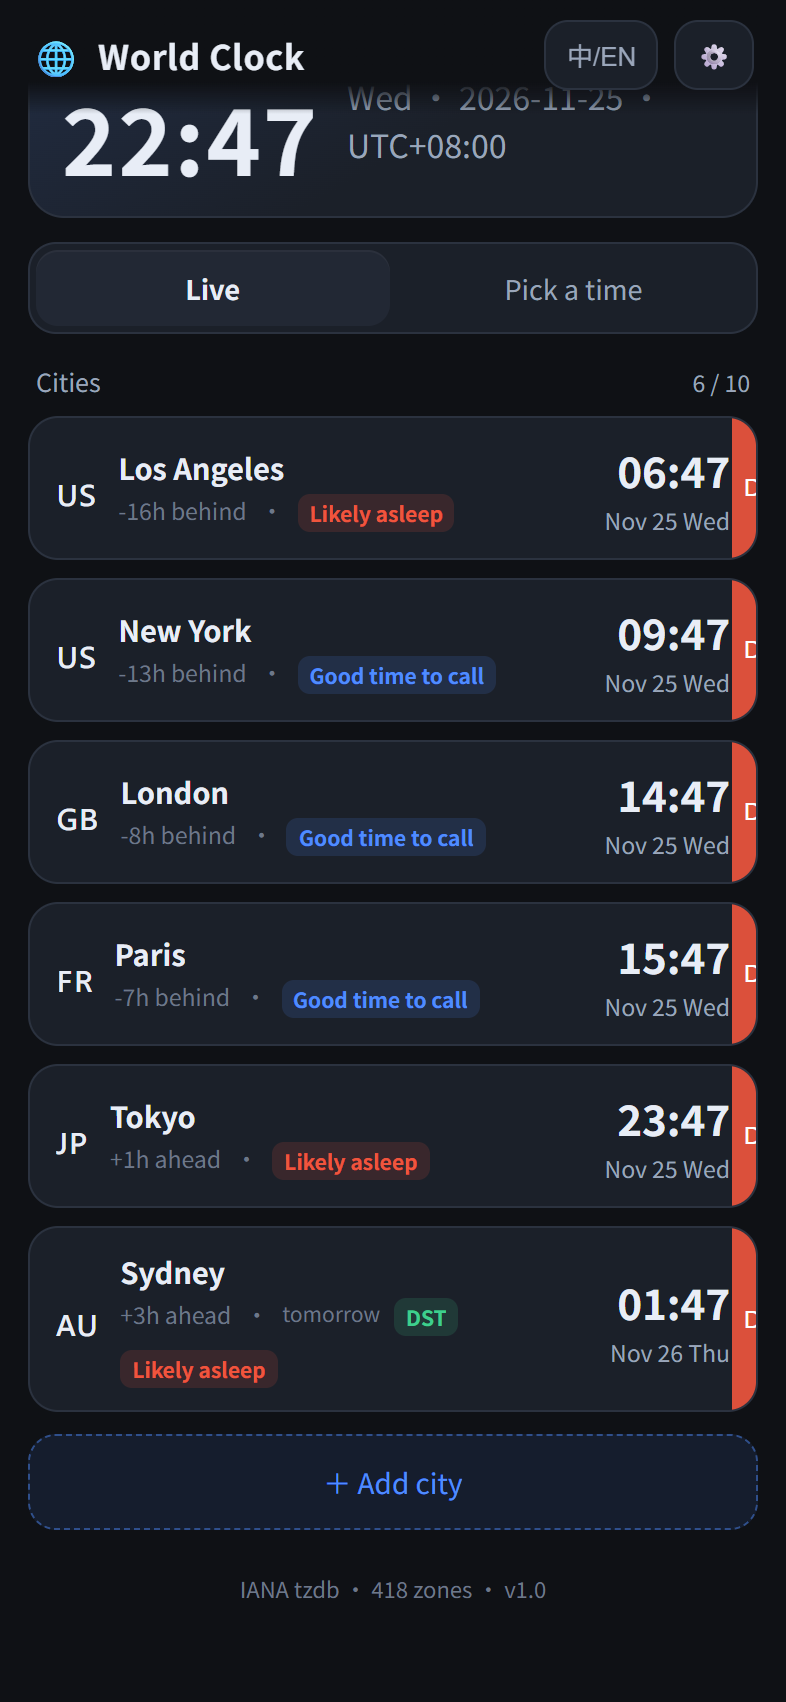 World Clock
中/EN
22:47
Wed • 2026-11-25 •
UTC+08:00
Live
Pick a time
Cities
6 / 10
US
Los Angeles
-16h behind • Likely asleep
06:47
Nov 25 Wed
US
New York
-13h behind • Good time to call
09:47
Nov 25 Wed
GB
London
-8h behind • Good time to call
14:47
Nov 25 Wed
FR
Paris
-7h behind • Good time to call
15:47
Nov 25 Wed
JP
Tokyo
+1h ahead • Likely asleep
23:47
Nov 25 Wed
AU
Sydney
+3h ahead • tomorrow DST
Likely asleep
01:47
Nov 26 Thu
+ Add city
IANA tzdb • 418 zones • v1.0